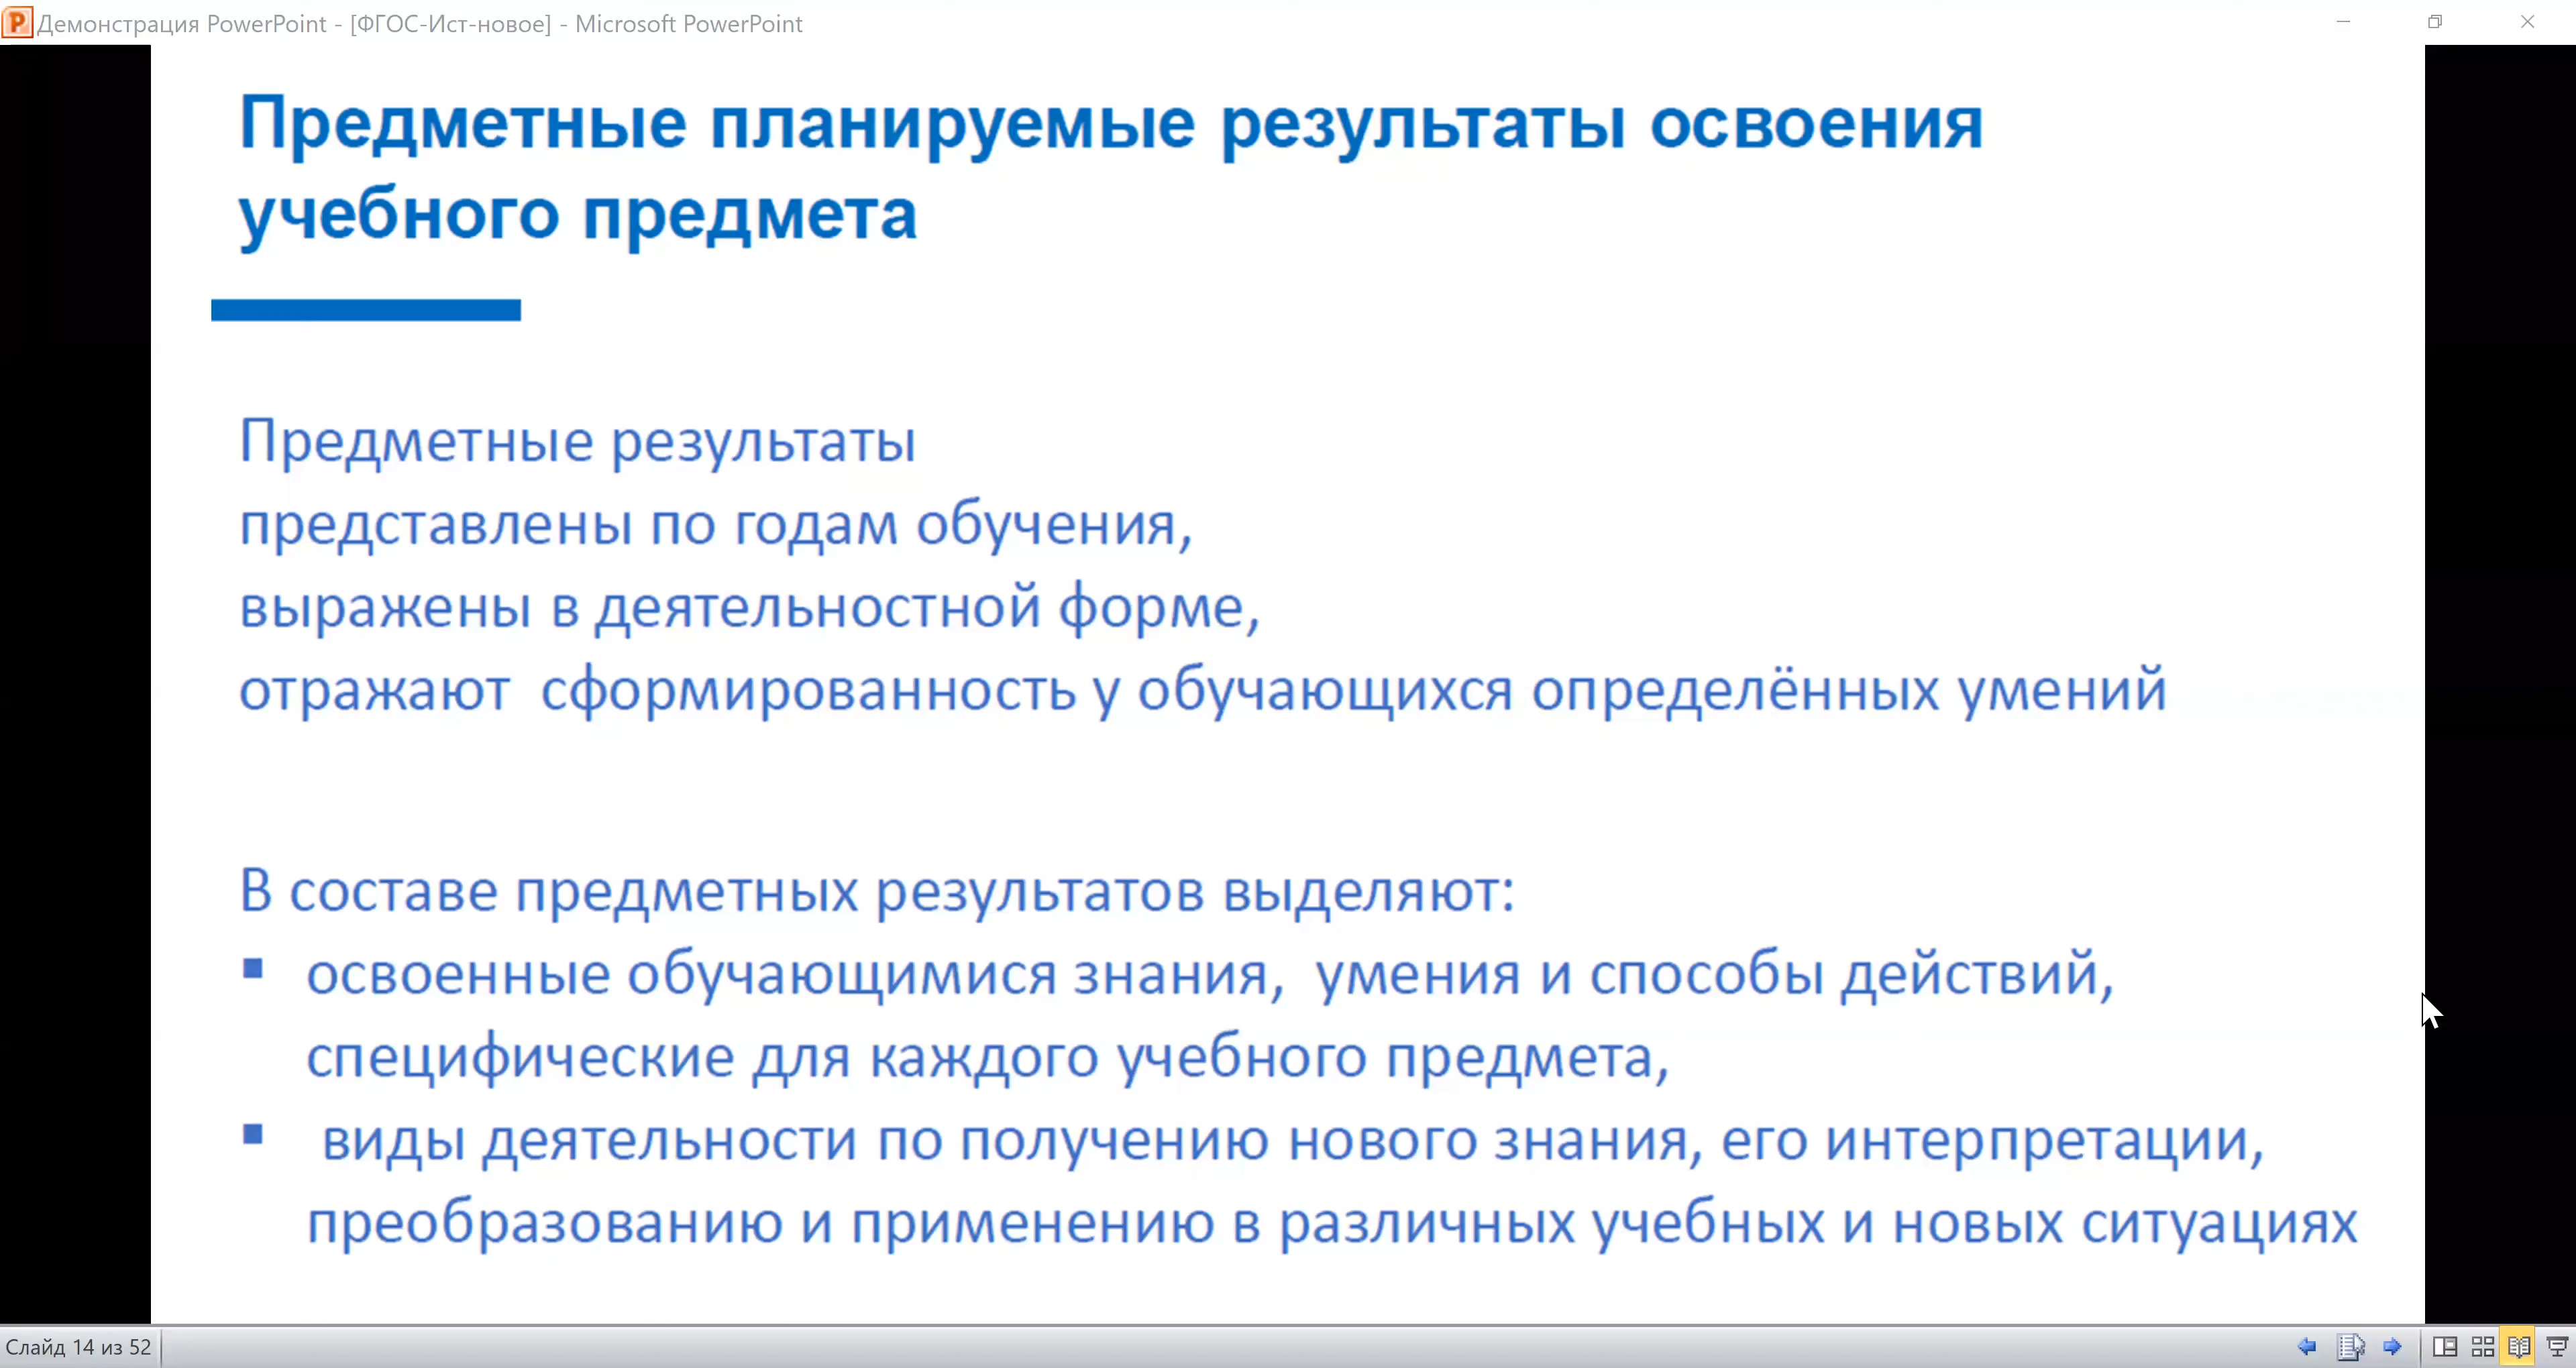 Демонстрация PowerPoint - [ФГОС-Ист-новое] - Microsoft PowerPoint
Предметные планируемые результаты освоения
учебного предмета
Предметные результаты
представлены по годам обучения,
выражены в деятельностной форме,
отражают сформированность у обучающихся определённых умений
В составе предметных результатов выделяют:
▪ освоенные обучающимися знания, умения и способы действий,
специфические для каждого учебного предмета,
▪ виды деятельности по получению нового знания, его интерпретации,
преобразованию и применению в различных учебных и новых ситуациях
Слайд 14 из 52